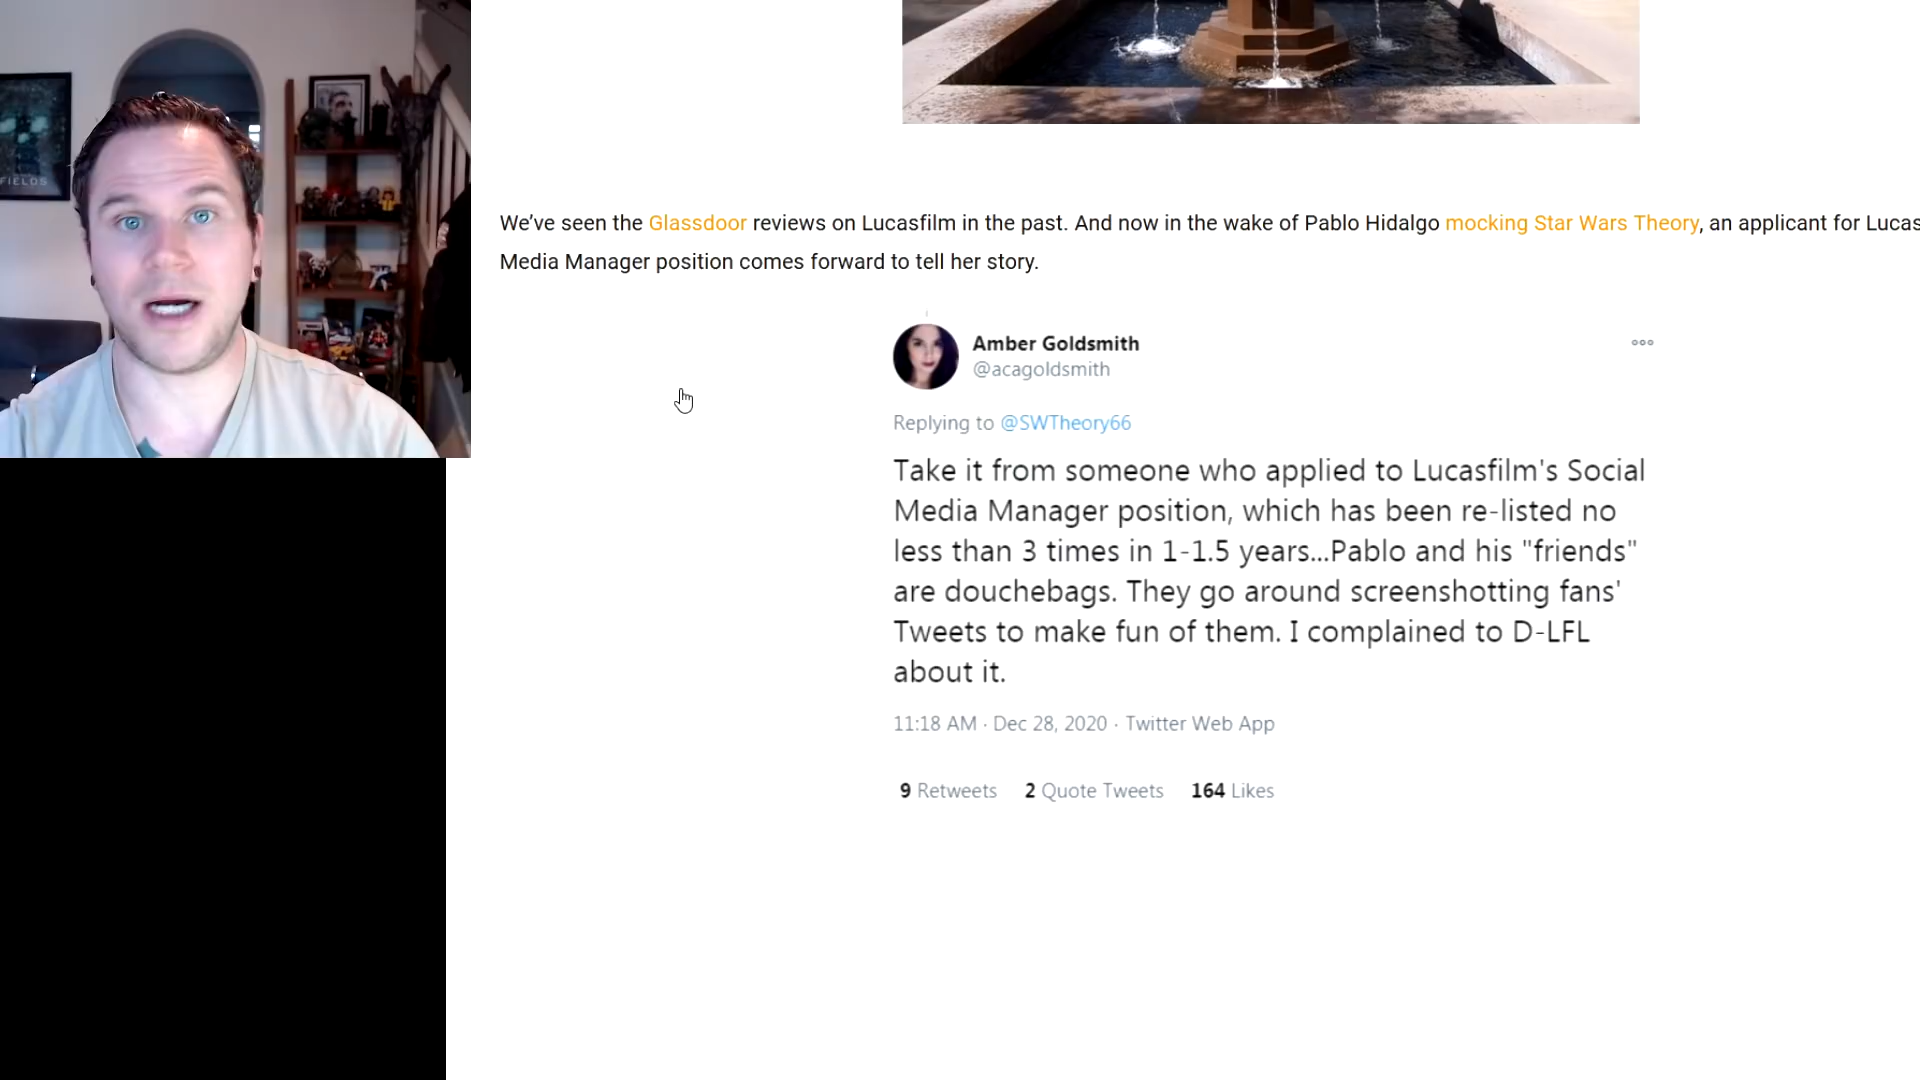 FIELDS
We’ve seen the Glassdoor reviews on Lucasfilm in the past. And now in the wake of Pablo Hidalgo mocking Star Wars Theory, an applicant for Lucas
Media Manager position comes forward to tell her story.
Amber Goldsmith
@acagoldsmith
Replying to @SWTheory66
Take it from someone who applied to Lucasfilm's Social
Media Manager position, which has been re-listed no
less than 3 times in 1-1.5 years...Pablo and his "friends"
are douchebags. They go around screenshotting fans'
Tweets to make fun of them. I complained to D-LFL
about it.
11:18 AM · Dec 28, 2020 · Twitter Web App
9 Retweets 2 Quote Tweets 164 Likes